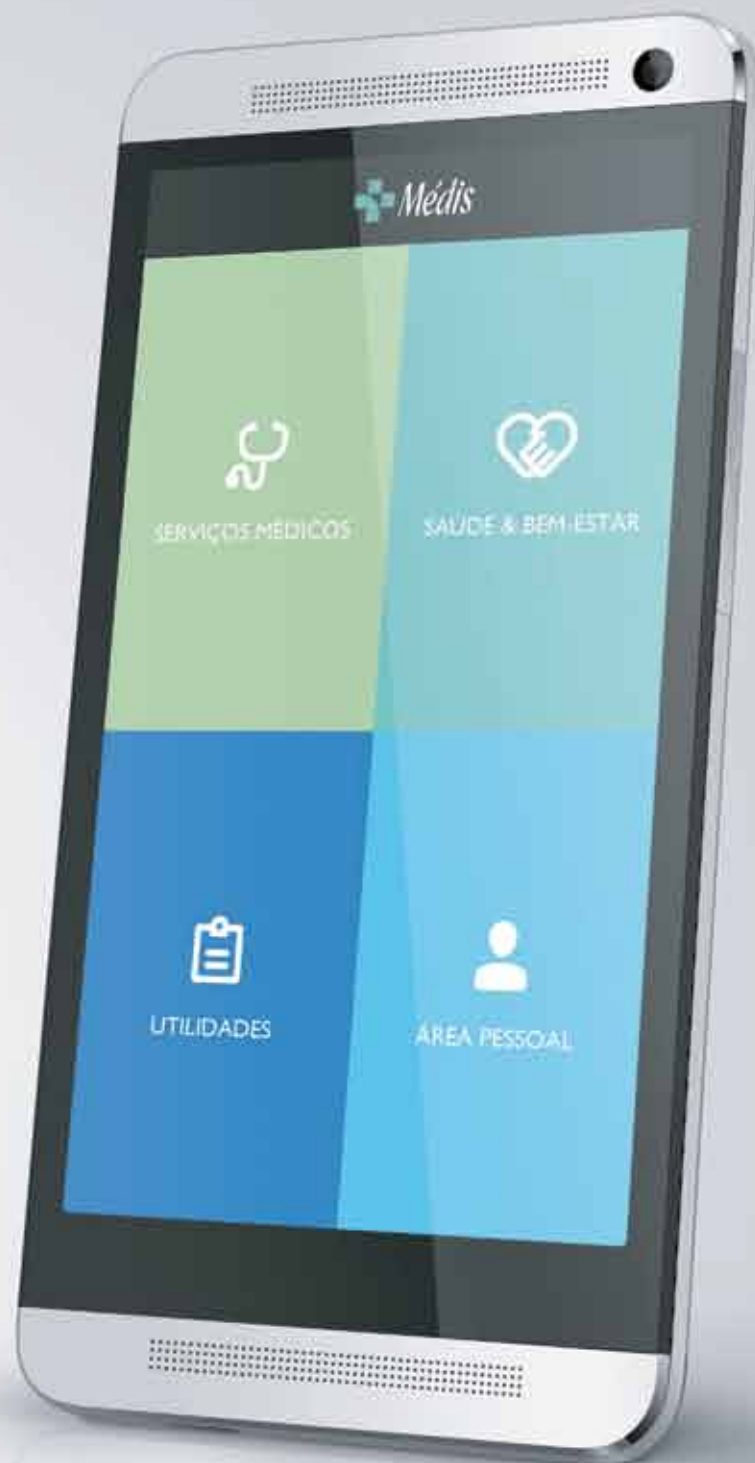 Médis
SERVIÇOS MÉDICOS
SAÚDE & BEM-ESTAR
UTILIDADES
ÁREA PESSOAL